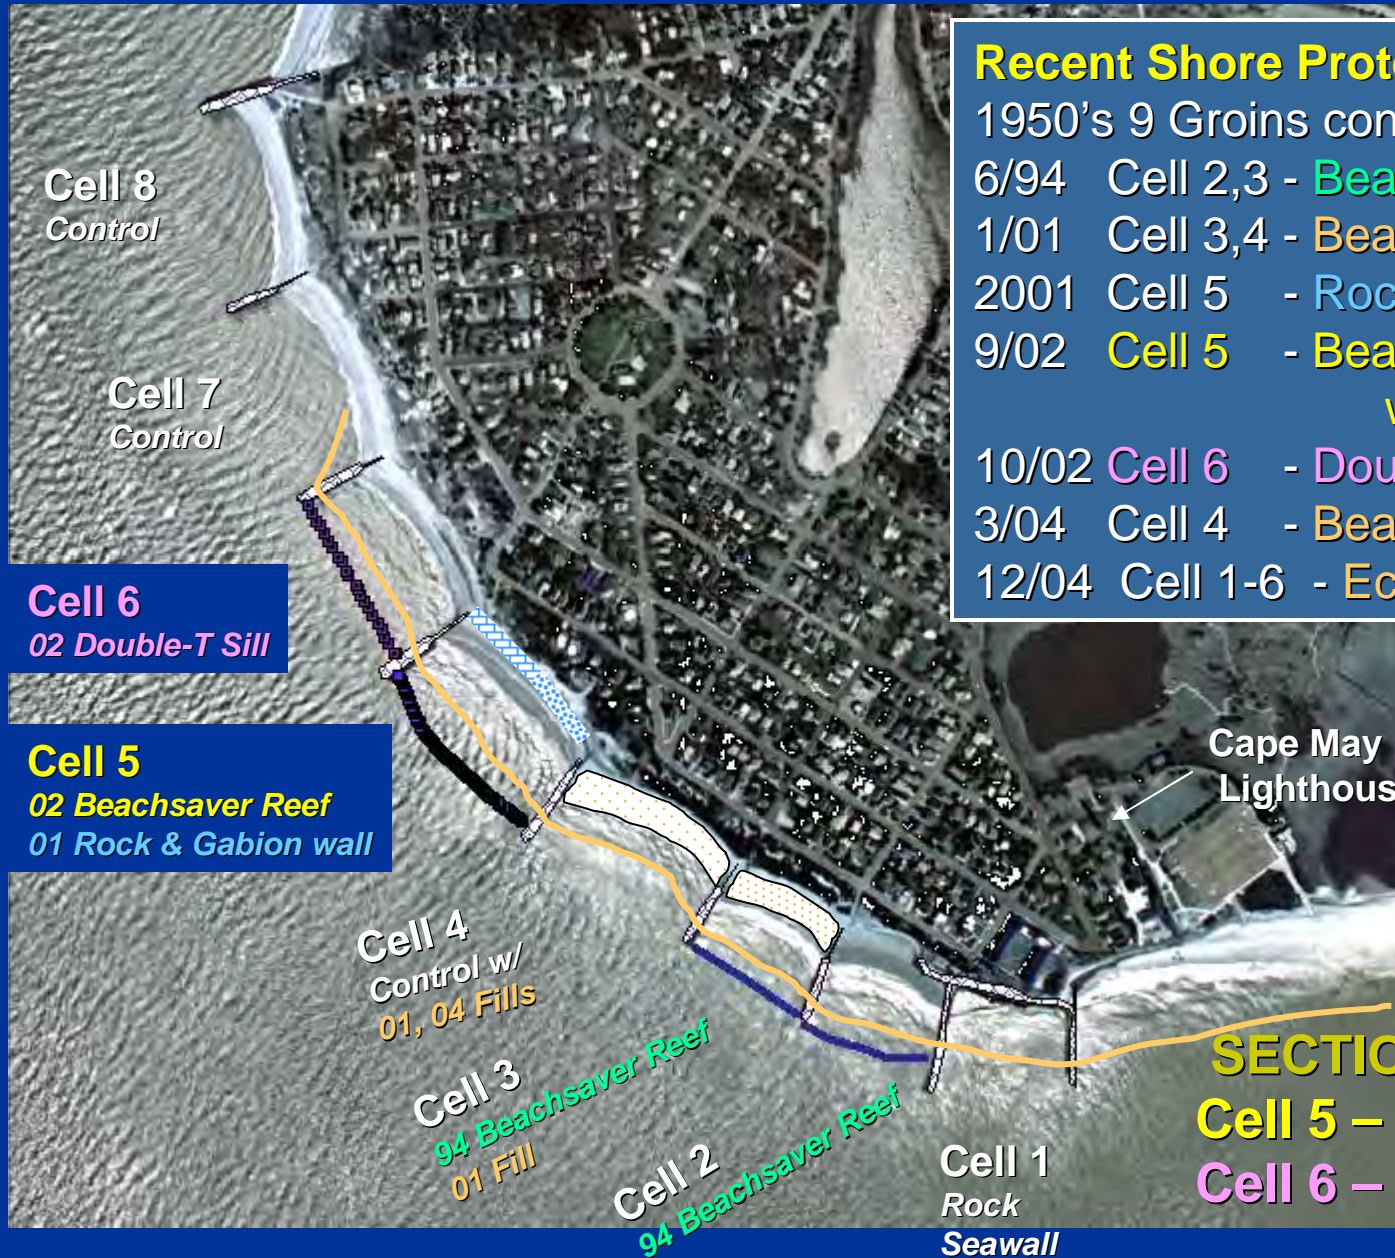 Recent Shore Prote
1950's 9 Groins con
6/94 Cell 2,3 - Bea
1/01 Cell 3,4 - Bea
2001 Cell 5 - Roc
9/02 Cell 5 - Bea
w
10/02 Cell 6 - Dou
3/04 Cell 4 - Bea
12/04 Cell 1-6 - Ec
Cell 8
Control
Cell 7
Control
Cell 6
02 Double-T Sill
Cell 5
02 Beachsaver Reef
01 Rock & Gabion wall
Cape May
Lighthous
Cell 4
Control w/
01, 04 Fills
Cell 3
94 Beachsaver Reef
01 Fill
Cell 2
94 Beachsaver Reef
Cell 1
Rock
Seawall
SECTIO
Cell 5 –
Cell 6 –